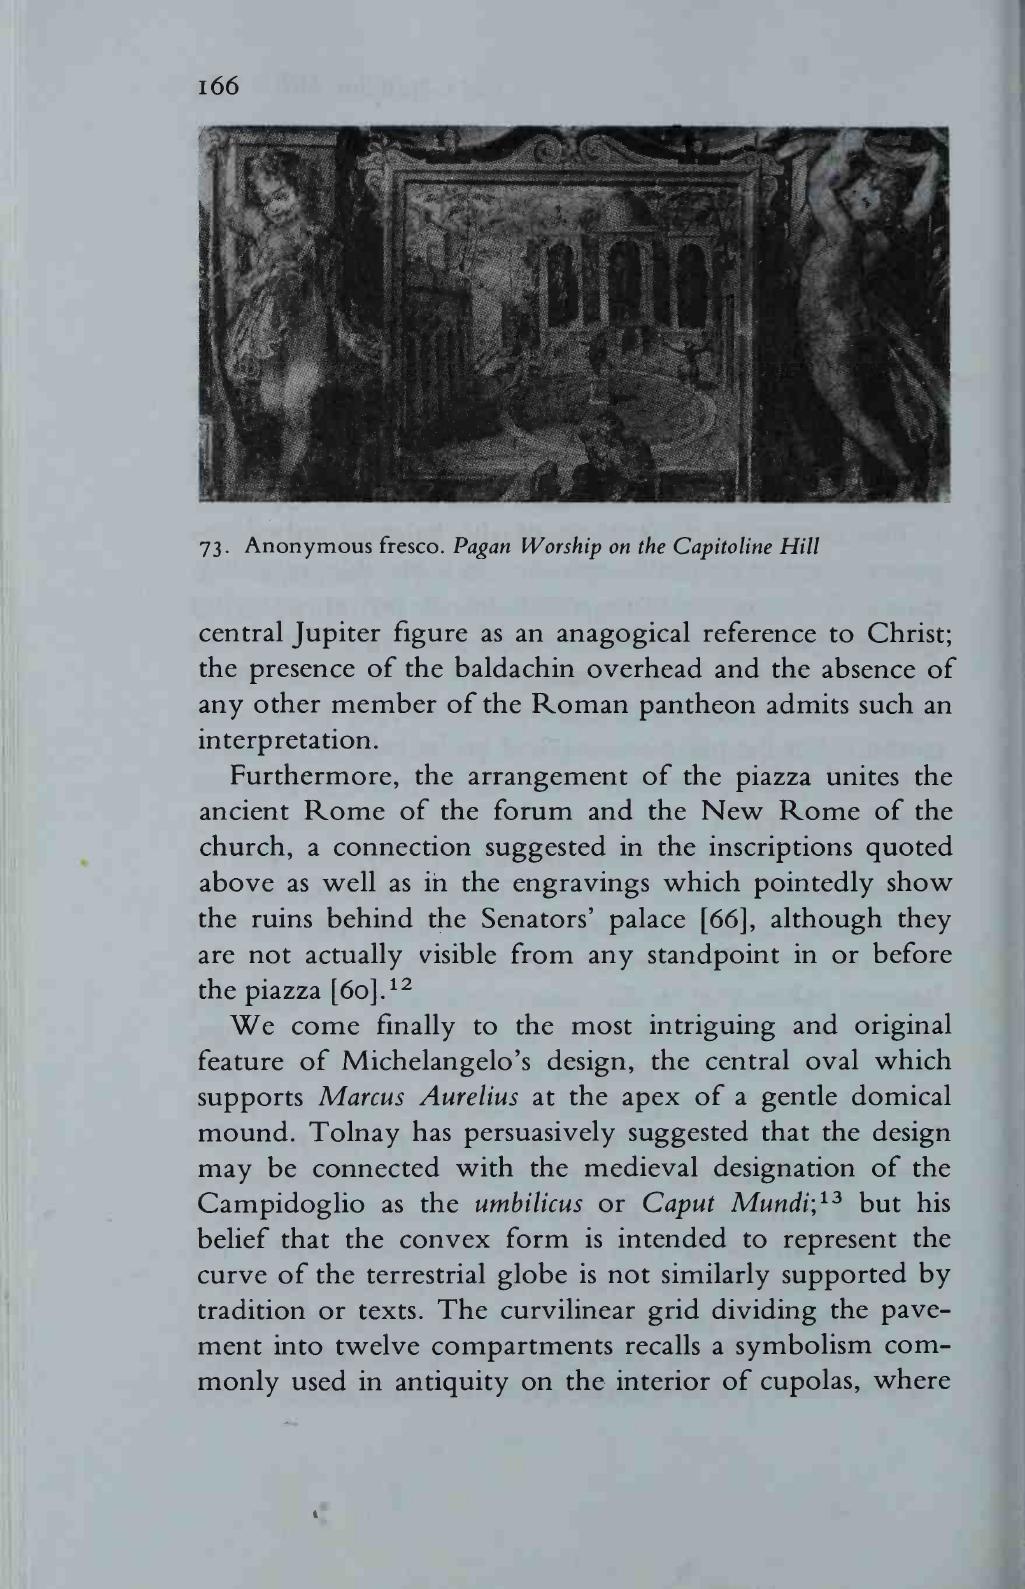 166
73. Anonymous fresco. Pagan Worship on the Capitoline Hill
central Jupiter figure as an anagogical reference to Christ;
the presence of the baldachin overhead and the absence of
any other member of the Roman pantheon admits such an
interpretation.
Furthermore, the arrangement of the piazza unites the
ancient Rome of the forum and the New Rome of the
church, a connection suggested in the inscriptions quoted
above as well as in the engravings which pointedly show
the ruins behind the Senators’ palace [66], although they
are not actually visible from any standpoint in or before
the piazza [60].¹²
We come finally to the most intriguing and original
feature of Michelangelo’s design, the central oval which
supports Marcus Aurelius at the apex of a gentle domical
mound. Tolnay has persuasively suggested that the design
may be connected with the medieval designation of the
Campidoglio as the umbilicus or Caput Mundi;¹³ but his
belief that the convex form is intended to represent the
curve of the terrestrial globe is not similarly supported by
tradition or texts. The curvilinear grid dividing the pave-
ment into twelve compartments recalls a symbolism com-
monly used in antiquity on the interior of cupolas, where